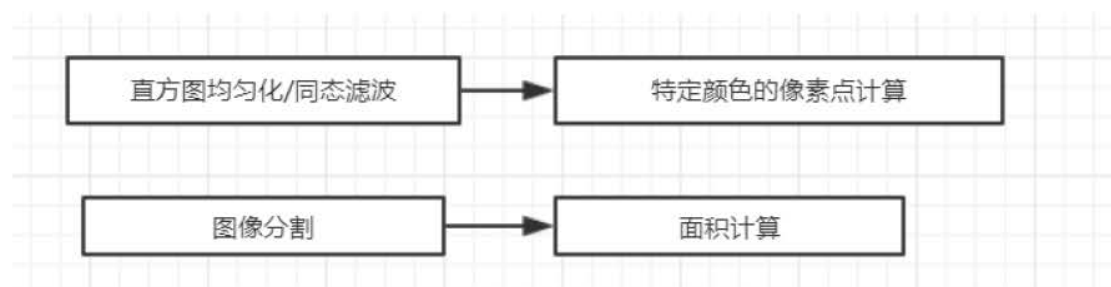 直方图均匀化/同态滤波
特定颜色的像素点计算
图像分割
面积计算